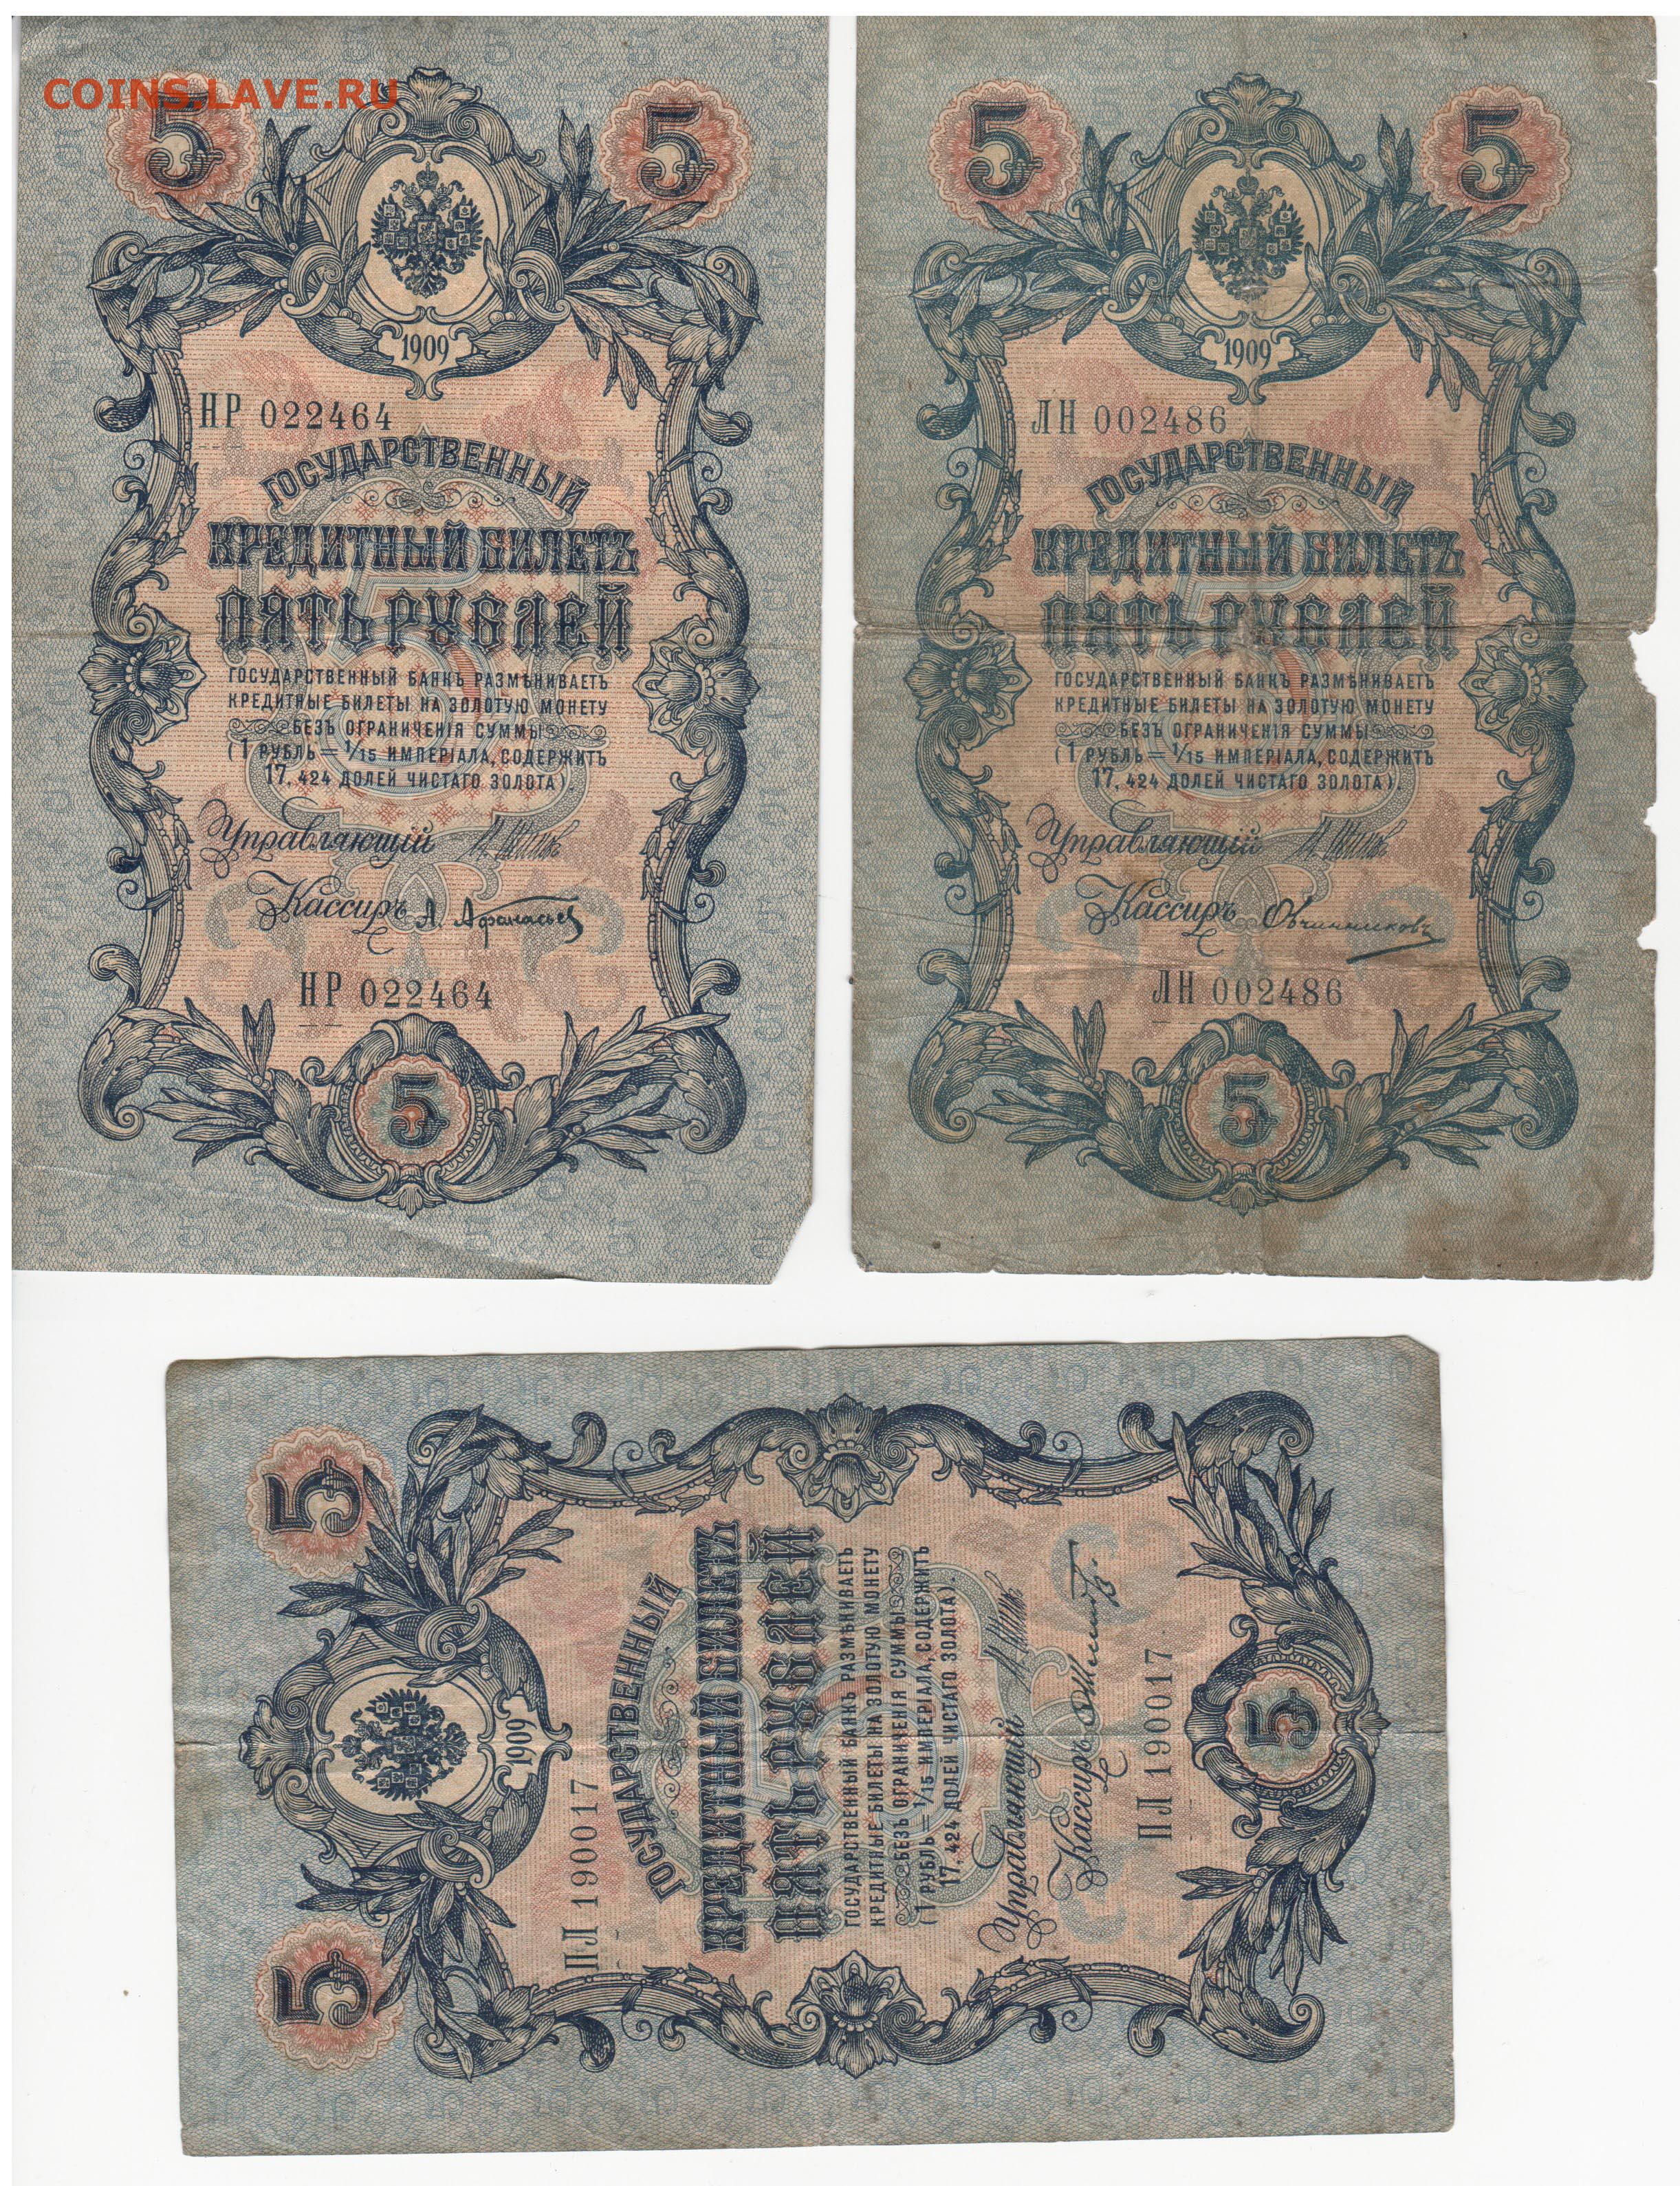 COINS.LAVE.RU
5 5
1909
НР 022464
ГОСУДАРСТВЕННЫЙ
КРЕДИТНЫЙ БИЛЕТЪ
ПЯТЬ РУБЛЕЙ
ГОСУДАРСТВЕННЫЙ БАНКЪ РАЗМѢНИВАЕТЪ
КРЕДИТНЫЕ БИЛЕТЫ НА ЗОЛОТУЮ МОНЕТУ
БЕЗЪ ОГРАНИЧЕНІЯ СУММЫ
(1 РУБЛЬ = 1/15 ИМПЕРІАЛА, СОДЕРЖИТЪ
17,424 ДОЛЕЙ ЧИСТАГО ЗОЛОТА).
Управляющій
Кассиръ А. Афанасьев
НР 022464
5
5 5
1909
ЛН 002486
ГОСУДАРСТВЕННЫЙ
КРЕДИТНЫЙ БИЛЕТЪ
ПЯТЬ РУБЛЕЙ
ГОСУДАРСТВЕННЫЙ БАНКЪ РАЗМѢНИВАЕТЪ
КРЕДИТНЫЕ БИЛЕТЫ НА ЗОЛОТУЮ МОНЕТУ
БЕЗЪ ОГРАНИЧЕНІЯ СУММЫ
(1 РУБЛЬ = 1/15 ИМПЕРІАЛА, СОДЕРЖИТЪ
17,424 ДОЛЕЙ ЧИСТАГО ЗОЛОТА).
Управляющій
Кассиръ Овчинниковъ
ЛН 002486
5
5 5
1909
ПЛ 190017
ГОСУДАРСТВЕННЫЙ
КРЕДИТНЫЙ БИЛЕТЪ
ПЯТЬ РУБЛЕЙ
ГОСУДАРСТВЕННЫЙ БАНКЪ РАЗМѢНИВАЕТЪ
КРЕДИТНЫЕ БИЛЕТЫ НА ЗОЛОТУЮ МОНЕТУ
БЕЗЪ ОГРАНИЧЕНІЯ СУММЫ
(1 РУБЛЬ = 1/15 ИМПЕРІАЛА, СОДЕРЖИТЪ
17,424 ДОЛЕЙ ЧИСТАГО ЗОЛОТА).
Управляющій
Кассиръ
ПЛ 190017
5